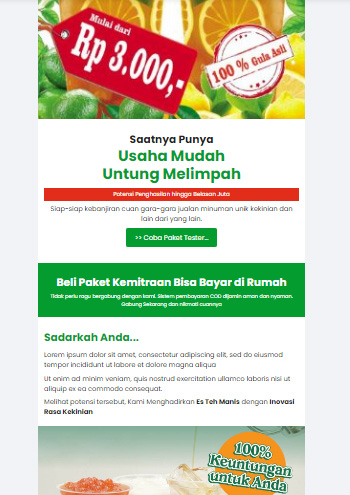 Mulai dari
Rp 3.000,-
100 % Gula Asli
Saatnya Punya
Usaha Mudah
Untung Melimpah
Potensi Penghasilan hingga Belasan Juta
Siap-siap kebanjiran cuan gara-gara jualan minuman unik kekinian dan
lain dari yang lain.
>> Coba Paket Tester...
Beli Paket Kemitraan Bisa Bayar di Rumah
Tidak perlu ragu bergabung dengan kami. Sistem pembayaran COD dijamin aman dan nyaman.
Gabung Sekarang dan nikmati cuannya
Sadarkah Anda...
Lorem ipsum dolor sit amet, consectetur adipiscing elit, sed do eiusmod
tempor incididunt ut labore et dolore magna aliqua
Ut enim ad minim veniam, quis nostrud exercitation ullamco laboris nisi ut
aliquip ex ea commodo consequat.
Melihat potensi tersebut, Kami Menghadirkan Es Teh Manis dengan Inovasi
Rasa Kekinian
100%
Keuntungan
untuk Anda